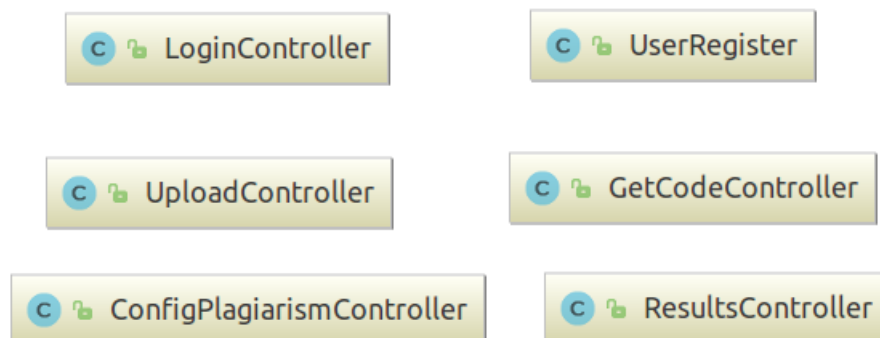 C LoginController
C UserRegister
C UploadController
C GetCodeController
C ConfigPlagiarismController
C ResultsController